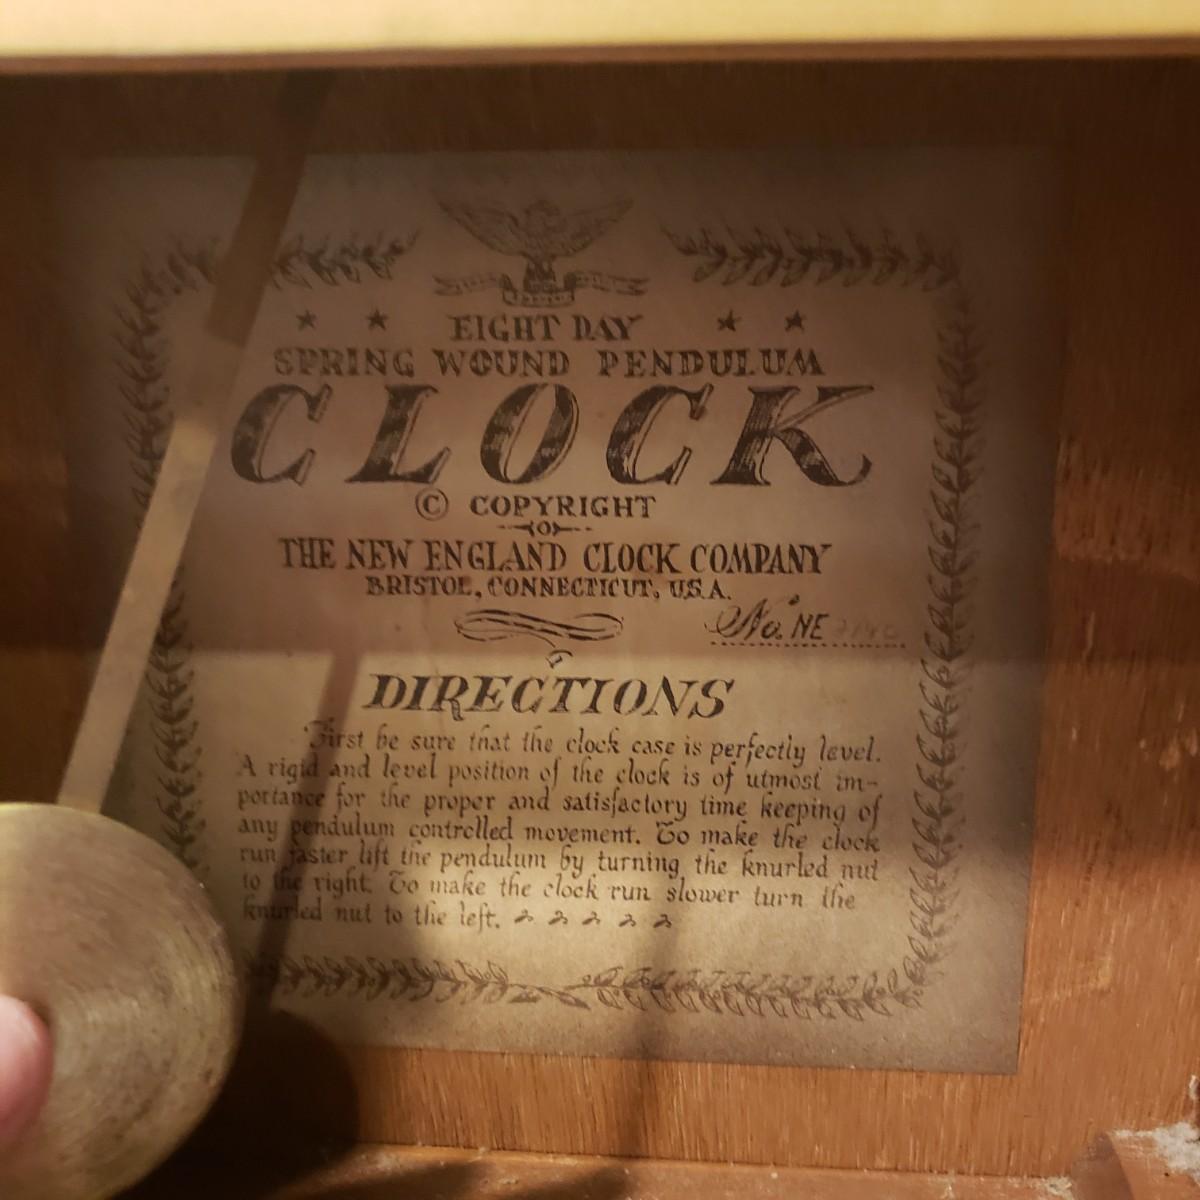 EIGHT DAY
SPRING WOUND PENDULUM
CLOCK
© COPYRIGHT
THE NEW ENGLAND CLOCK COMPANY
BRISTOL, CONNECTICUT, U.S.A.
No. NE
DIRECTIONS
First be sure that the clock case is perfectly level.
A rigid and level position of the clock is of utmost im-
portance for the proper and satisfactory time keeping of
any pendulum controlled movement. To make the clock
run faster lift the pendulum by turning the knurled nut
to the right. To make the clock run slower turn the
knurled nut to the left.